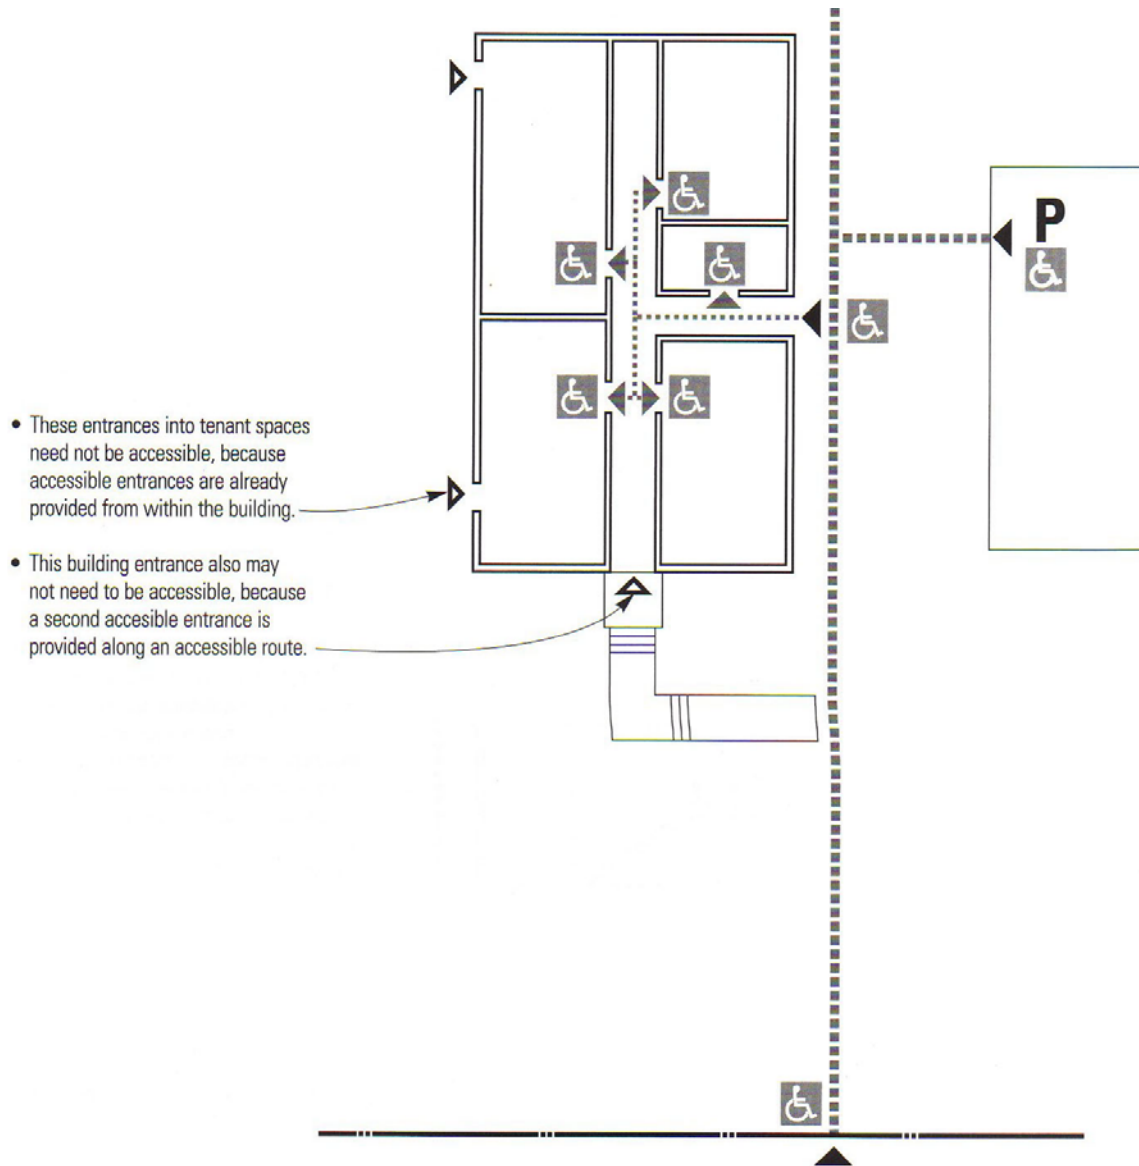 P
• These entrances into tenant spaces
need not be accessible, because
accessible entrances are already
provided from within the building.
• This building entrance also may
not need to be accessible, because
a second accesible entrance is
provided along an accessible route.